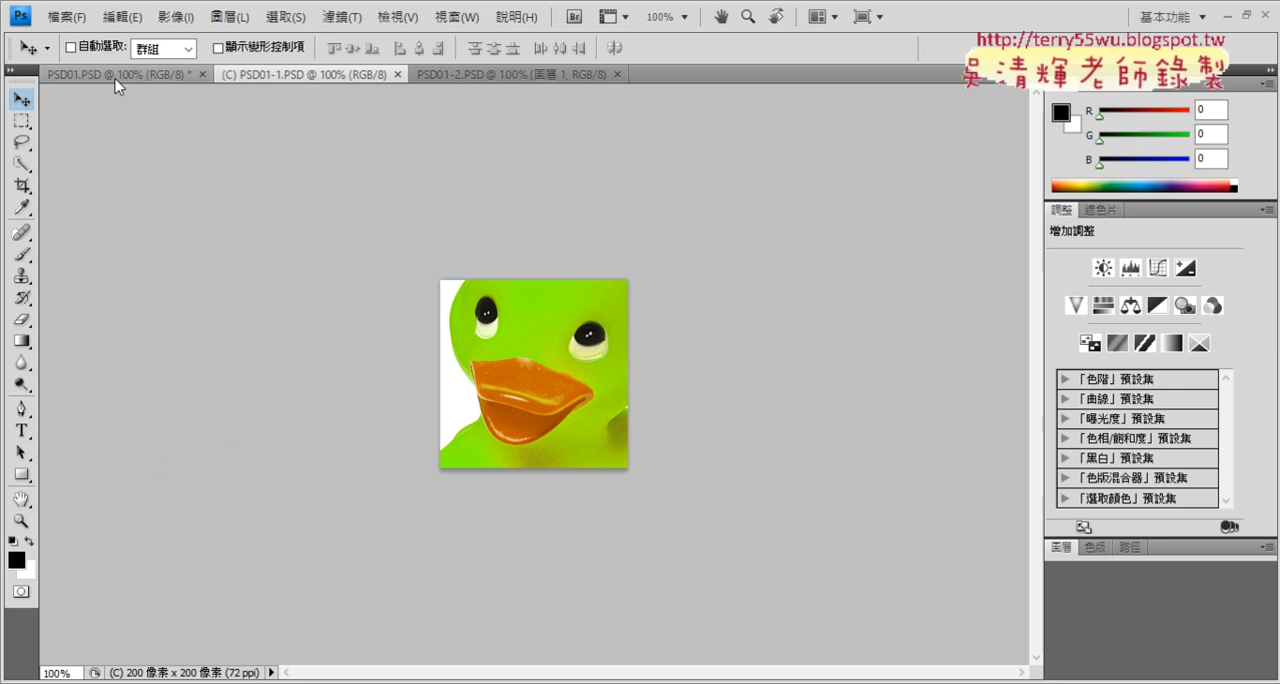 Ps 檔案(F) 編輯(E) 影像(I) 圖層(L) 選取(S) 濾鏡(T) 檢視(V) 視窗(W) 說明(H) Br 100% 基本功能
http://terry55wu.blogspot.tw
吳清輝老師錄製
自動選取: 群組 顯示變形控制項
PSD01.PSD @ 100% (RGB/8) * × (C) PSD01-1.PSD @ 100% (RGB/8) × PSD01-2.PSD @ 100% (圖層 1, RGB/8) ×
R 0
G 0
B 0
調整 遮色片
增加調整
「色階」預設集
「曲線」預設集
「曝光度」預設集
「色相/飽和度」預設集
「黑白」預設集
「色版混合器」預設集
「選取顏色」預設集
圖層 色版 路徑
T
100% (C) 200 像素 x 200 像素 (72 ppi)